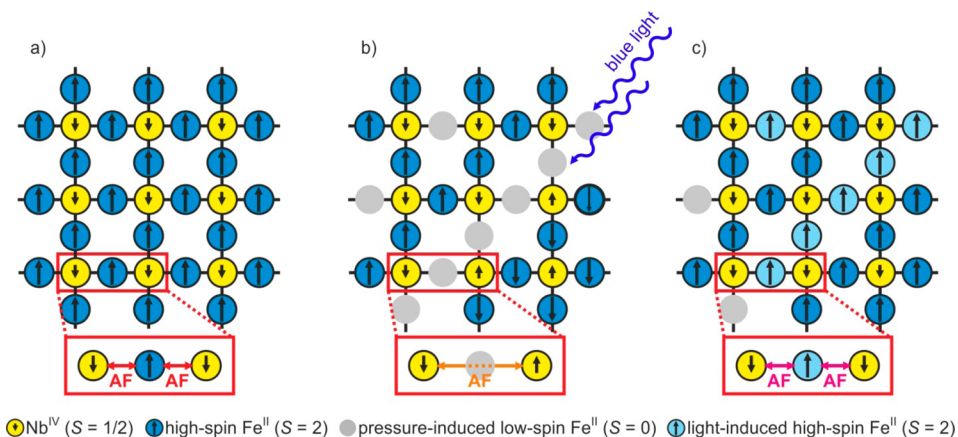 a)
b)
c)
blue light
AF AF
AF
AF AF
Nb^IV (S = 1/2) high-spin Fe^II (S = 2) pressure-induced low-spin Fe^II (S = 0) light-induced high-spin Fe^II (S = 2)